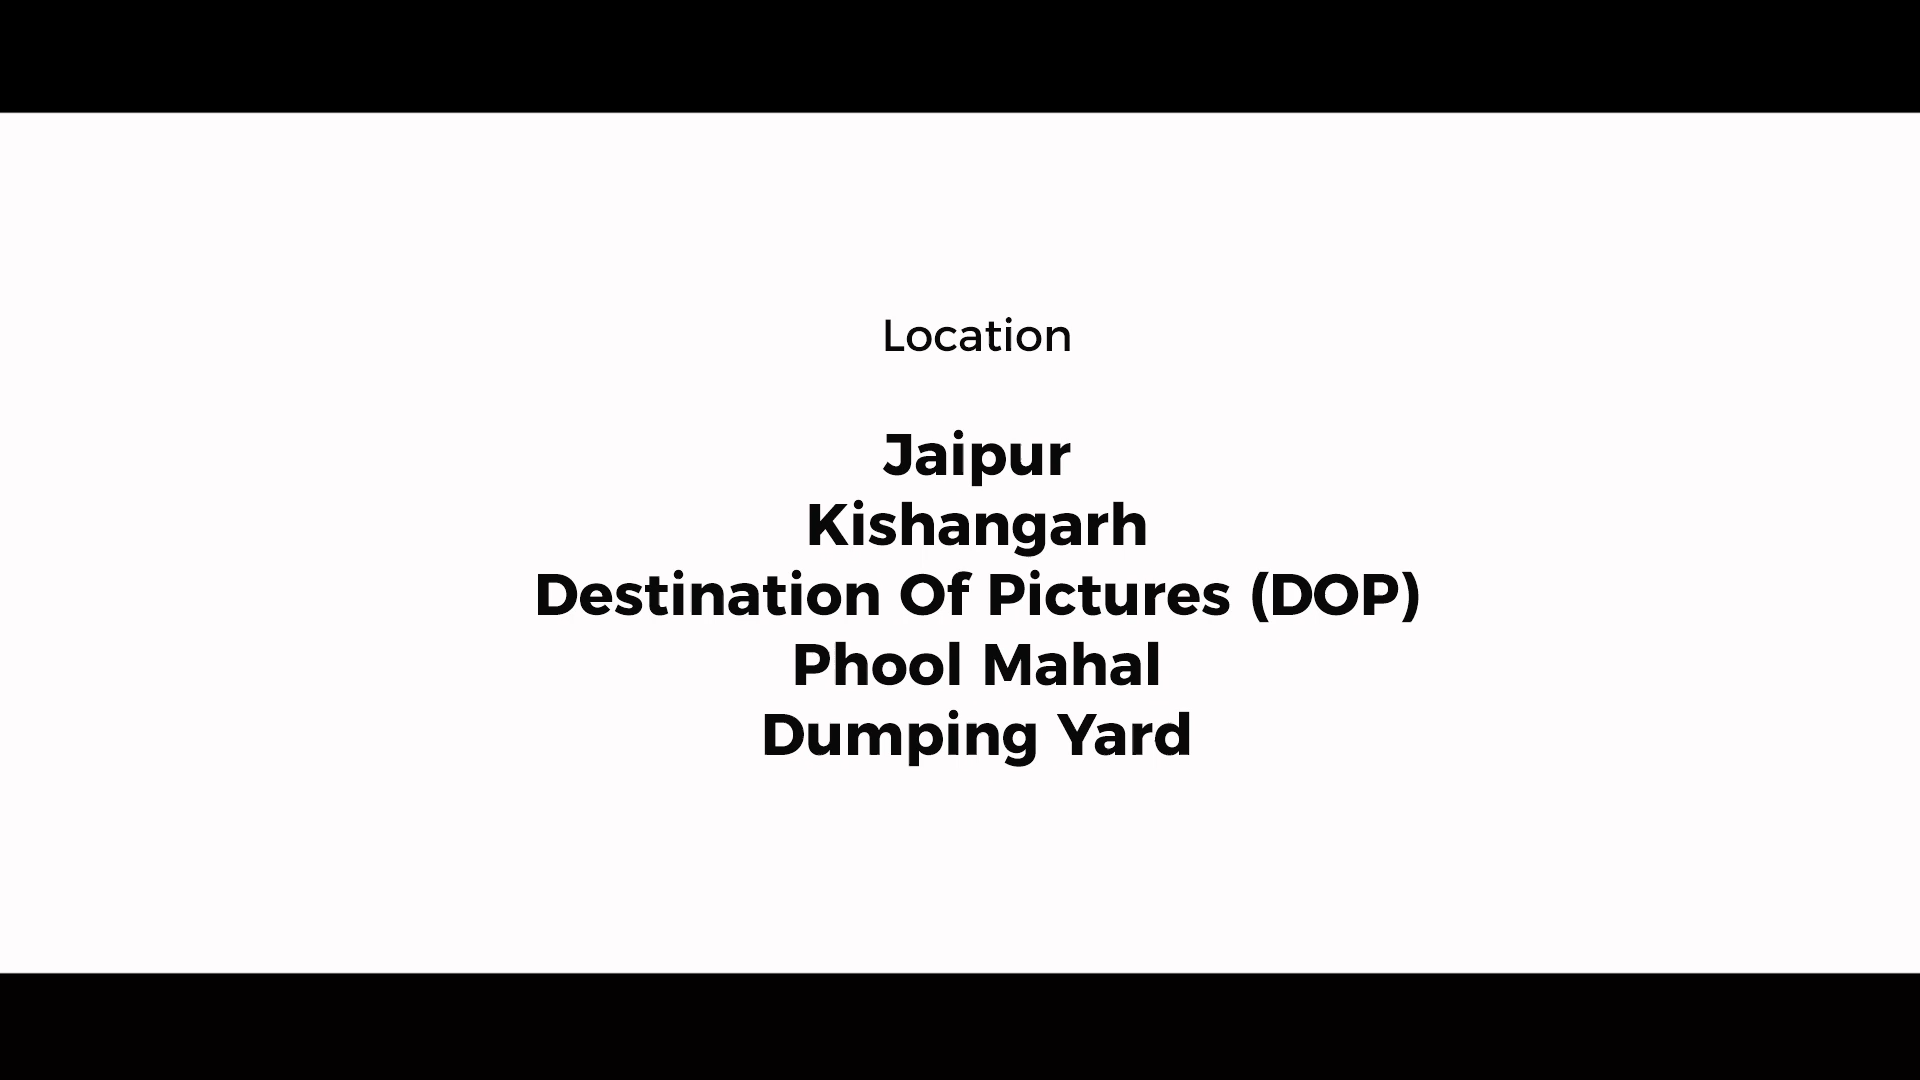 Location
Jaipur
Kishangarh
Destination Of Pictures (DOP)
Phool Mahal
Dumping Yard